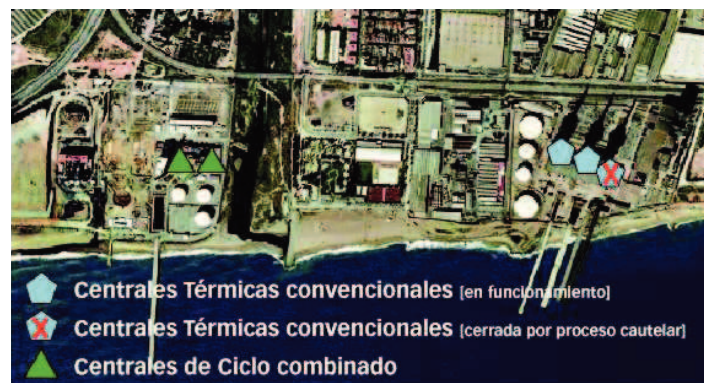 Centrales Térmicas convencionales [en funcionamiento]
Centrales Térmicas convencionales [cerrada por proceso cautelar]
Centrales de Ciclo combinado